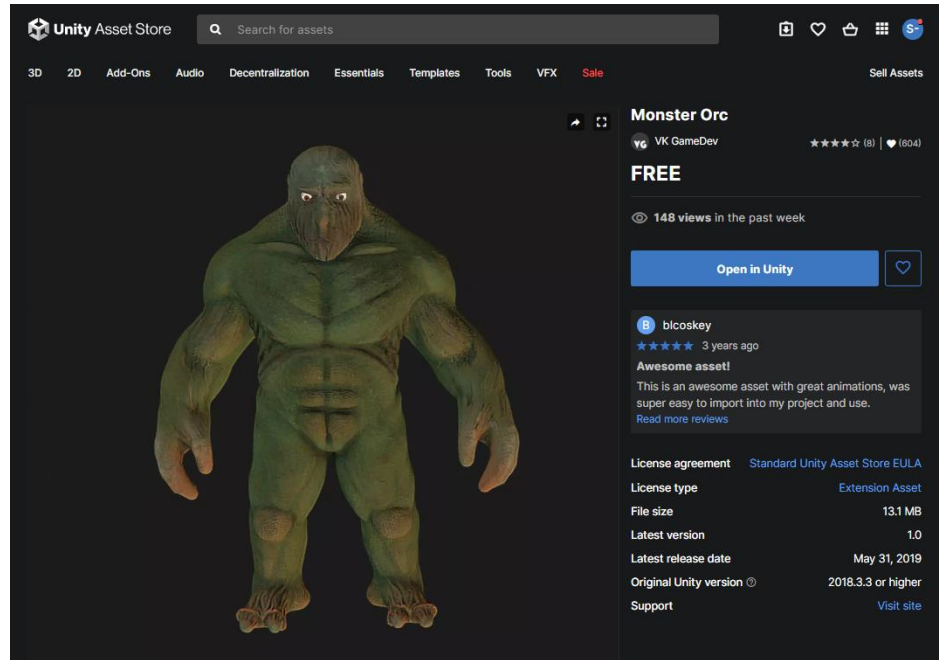 Unity Asset Store
Search for assets
S-
3D 2D Add-Ons Audio Decentralization Essentials Templates Tools VFX Sale Sell Assets
Monster Orc
VG VK GameDev ★★★★☆ (8) | ♥ (604)
FREE
148 views in the past week
Open in Unity
B blcoskey
★★★★★ 3 years ago
Awesome asset!
This is an awesome asset with great animations, was
super easy to import into my project and use.
Read more reviews
License agreement Standard Unity Asset Store EULA
License type Extension Asset
File size 13.1 MB
Latest version 1.0
Latest release date May 31, 2019
Original Unity version 2018.3.3 or higher
Support Visit site